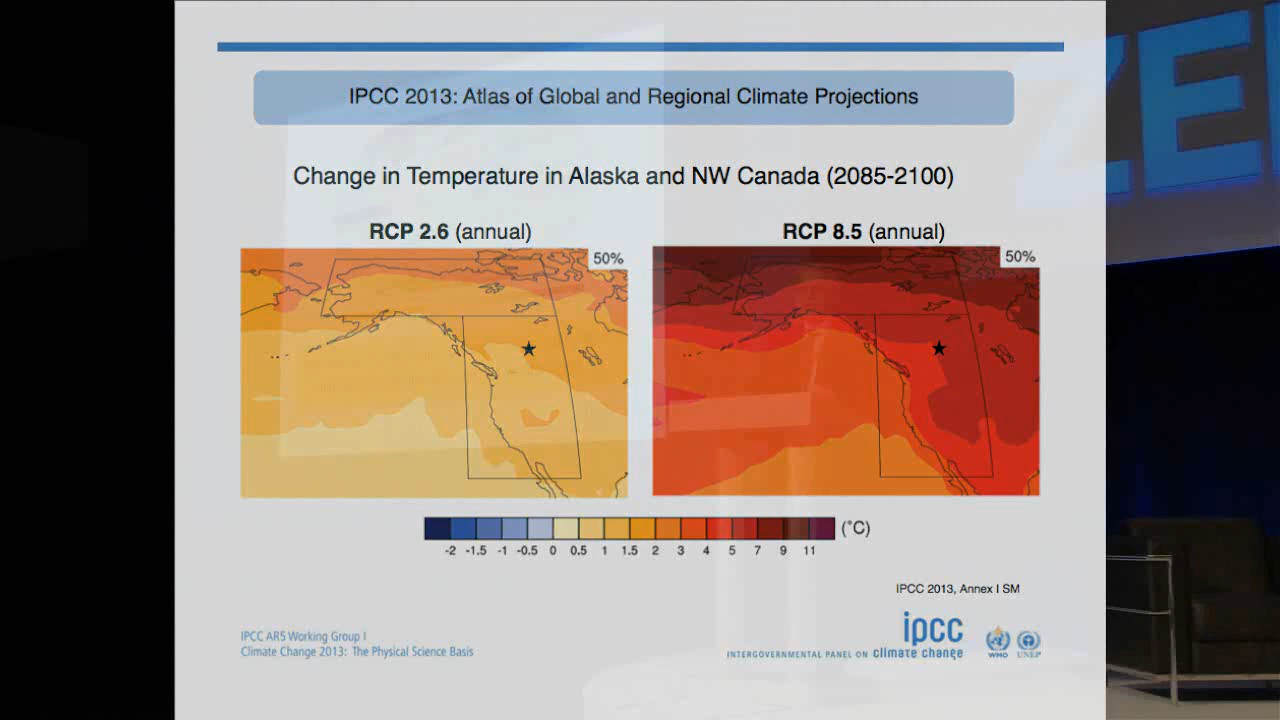 IPCC 2013: Atlas of Global and Regional Climate Projections
Change in Temperature in Alaska and NW Canada (2085-2100)
RCP 2.6 (annual)
RCP 8.5 (annual)
50%
50%
-2 -1.5 -1 -0.5 0 0.5 1 1.5 2 3 4 5 7 9 11
(˚C)
IPCC 2013, Annex I SM
IPCC AR5 Working Group I
Climate Change 2013: The Physical Science Basis
ipcc
INTERGOVERNMENTAL PANEL ON climate change
WMO
UNEP
ZE